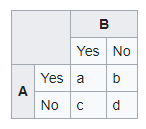 B
Yes No
A Yes a b
No c d